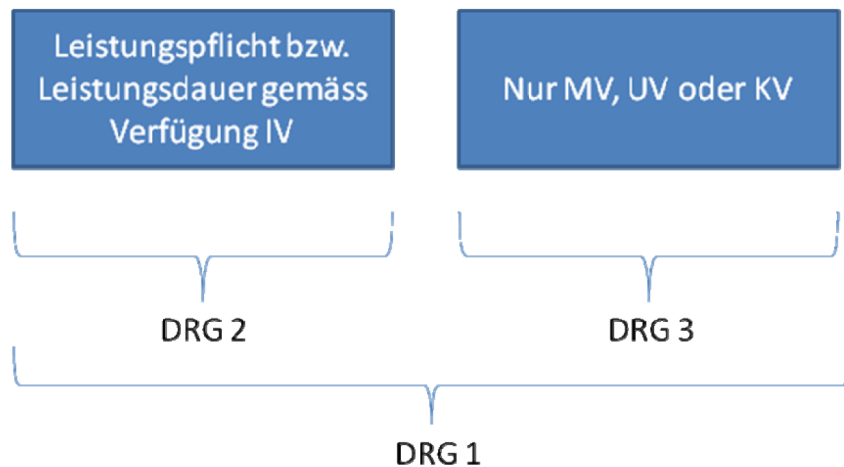 Leistungspflicht bzw.
Leistungsdauer gemäss
Verfügung IV
Nur MV, UV oder KV
DRG 2
DRG 3
DRG 1